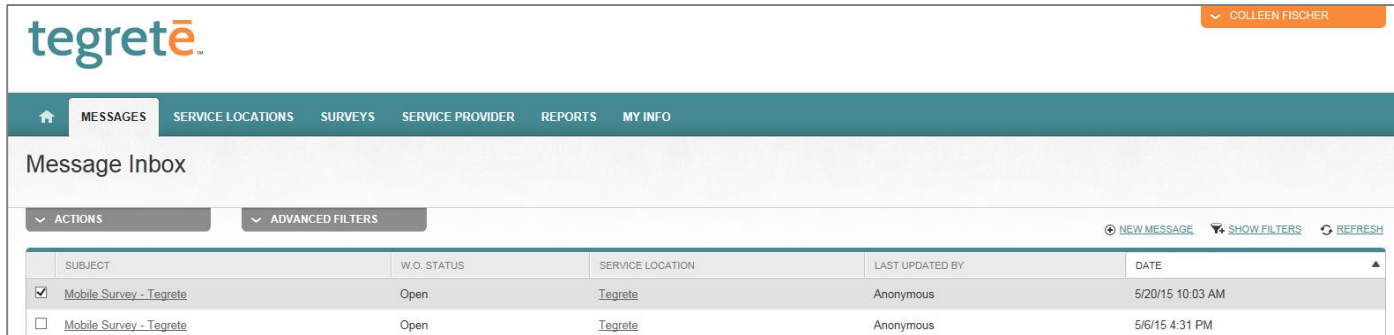 COLLEEN FISCHER
tegretē™
MESSAGES SERVICE LOCATIONS SURVEYS SERVICE PROVIDER REPORTS MY INFO
Message Inbox
ACTIONS ADVANCED FILTERS
NEW MESSAGE SHOW FILTERS REFRESH
SUBJECT W.O. STATUS SERVICE LOCATION LAST UPDATED BY DATE
Mobile Survey - Tegrete Open Tegrete Anonymous 5/20/15 10:03 AM
Mobile Survey - Tegrete Open Tegrete Anonymous 5/6/15 4:31 PM